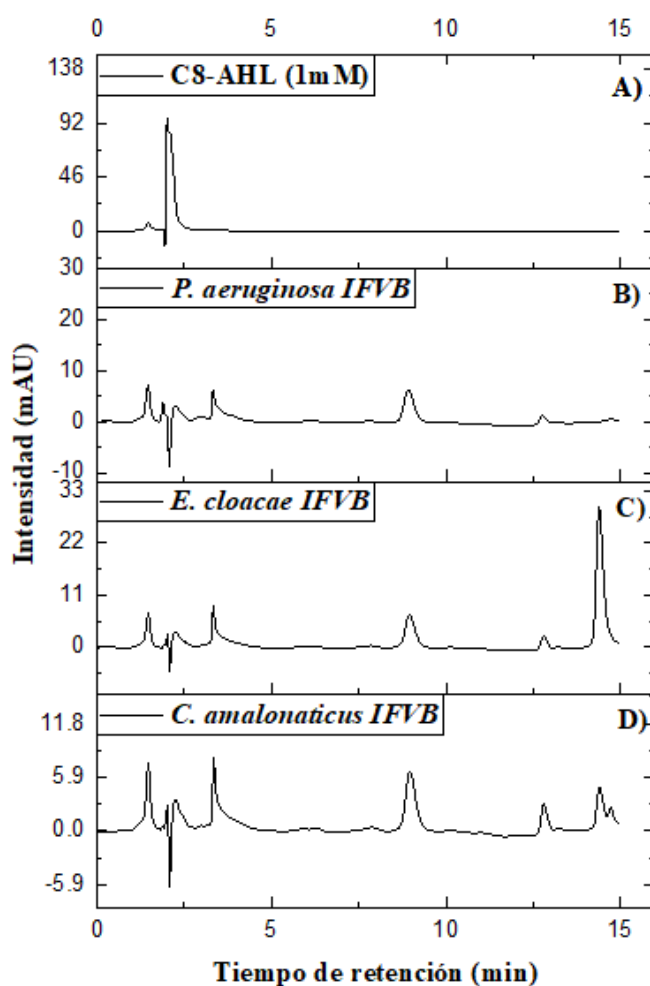 0 5 10 15
138
C8-AHL (1mM)
A)
92
46
0
30
P. aeruginosa IFVB
B)
20
10
0
-10
33
E. cloacae IFVB
C)
22
11
0
C. amalonaticus IFVB
D)
11.8
5.9
0.0
-5.9
0 5 10 15
Intensidad (mAU)
Tiempo de retención (min)